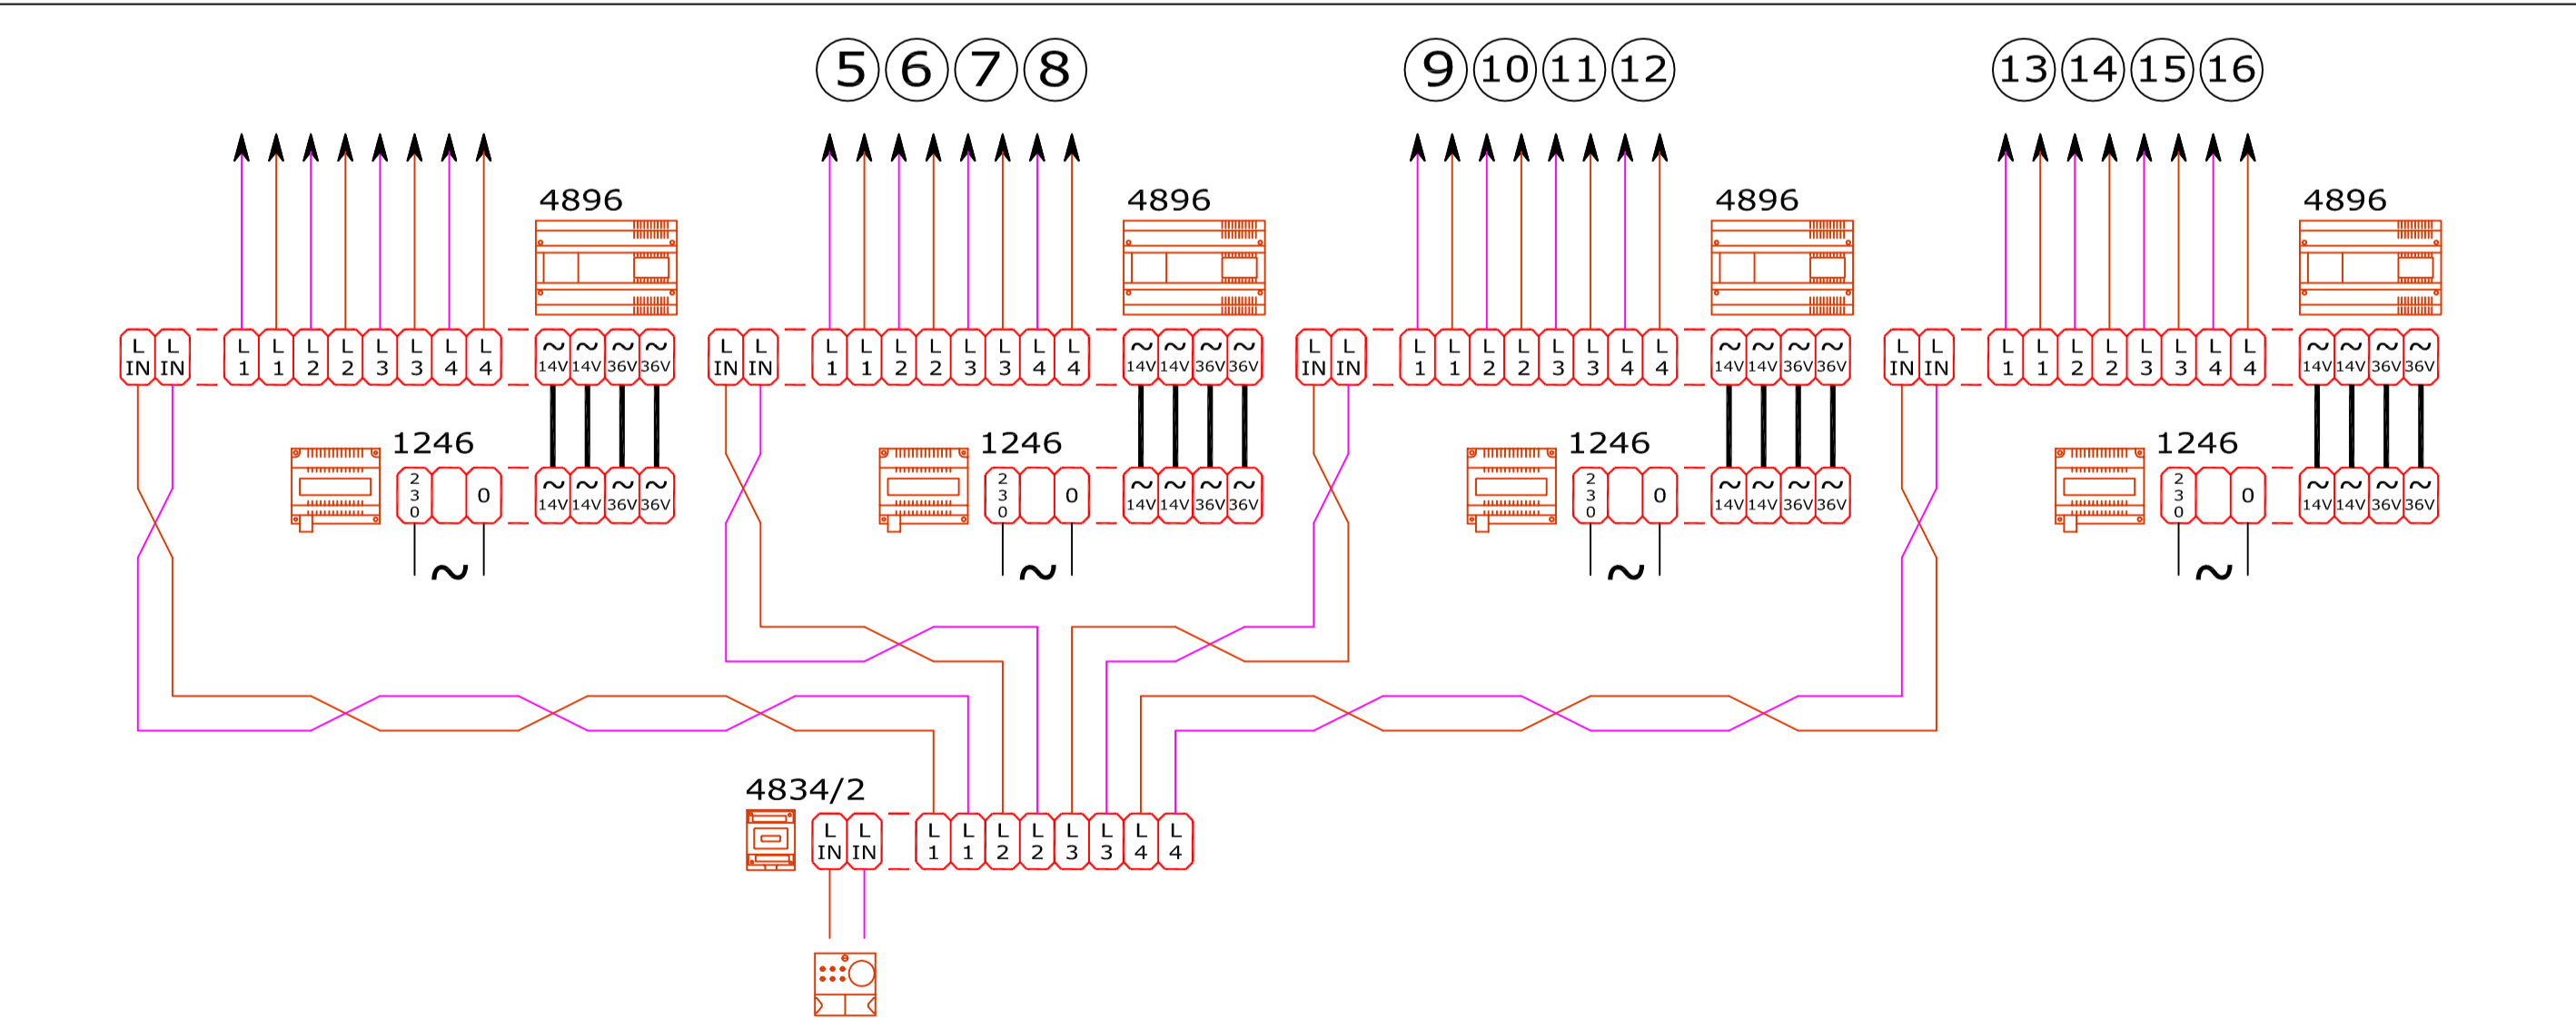 5 6 7 8 9 10 11 12 13 14 15 16
4896 4896 4896 4896
L L L L L L L L L L ~ ~ ~ ~ L L L L L L L L L L ~ ~ ~ ~ L L L L L L L L L L ~ ~ ~ ~ L L L L L L L L L L ~ ~ ~ ~
IN IN 1 1 2 2 3 3 4 4 14V 14V 36V 36V IN IN 1 1 2 2 3 3 4 4 14V 14V 36V 36V IN IN 1 1 2 2 3 3 4 4 14V 14V 36V 36V IN IN 1 1 2 2 3 3 4 4 14V 14V 36V 36V
1246 1246 1246 1246
230 0 ~ ~ ~ ~ 230 0 ~ ~ ~ ~ 230 0 ~ ~ ~ ~ 230 0 ~ ~ ~ ~
14V 14V 36V 36V 14V 14V 36V 36V 14V 14V 36V 36V 14V 14V 36V 36V
~ ~ ~ ~
4834/2
L L L L L L L L L L
IN IN 1 1 2 2 3 3 4 4